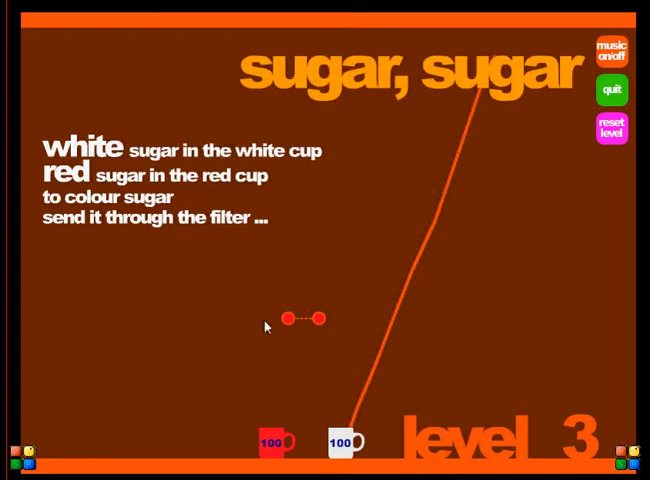 music
on/off
sugar, sugar
quit
reset
level
white sugar in the white cup
red sugar in the red cup
to colour sugar
send it through the filter ...
100
100
level 3
S